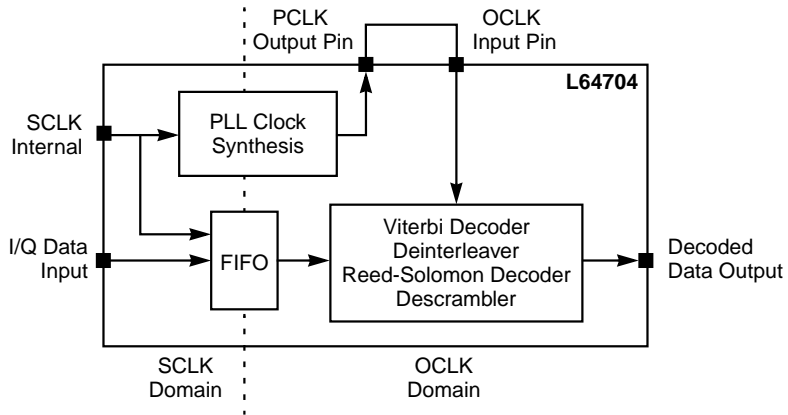 PCLK
Output Pin
OCLK
Input Pin
L64704
SCLK
Internal
PLL Clock
Synthesis
I/Q Data
Input
FIFO
Viterbi Decoder
Deinterleaver
Reed-Solomon Decoder
Descrambler
Decoded
Data Output
SCLK
Domain
OCLK
Domain